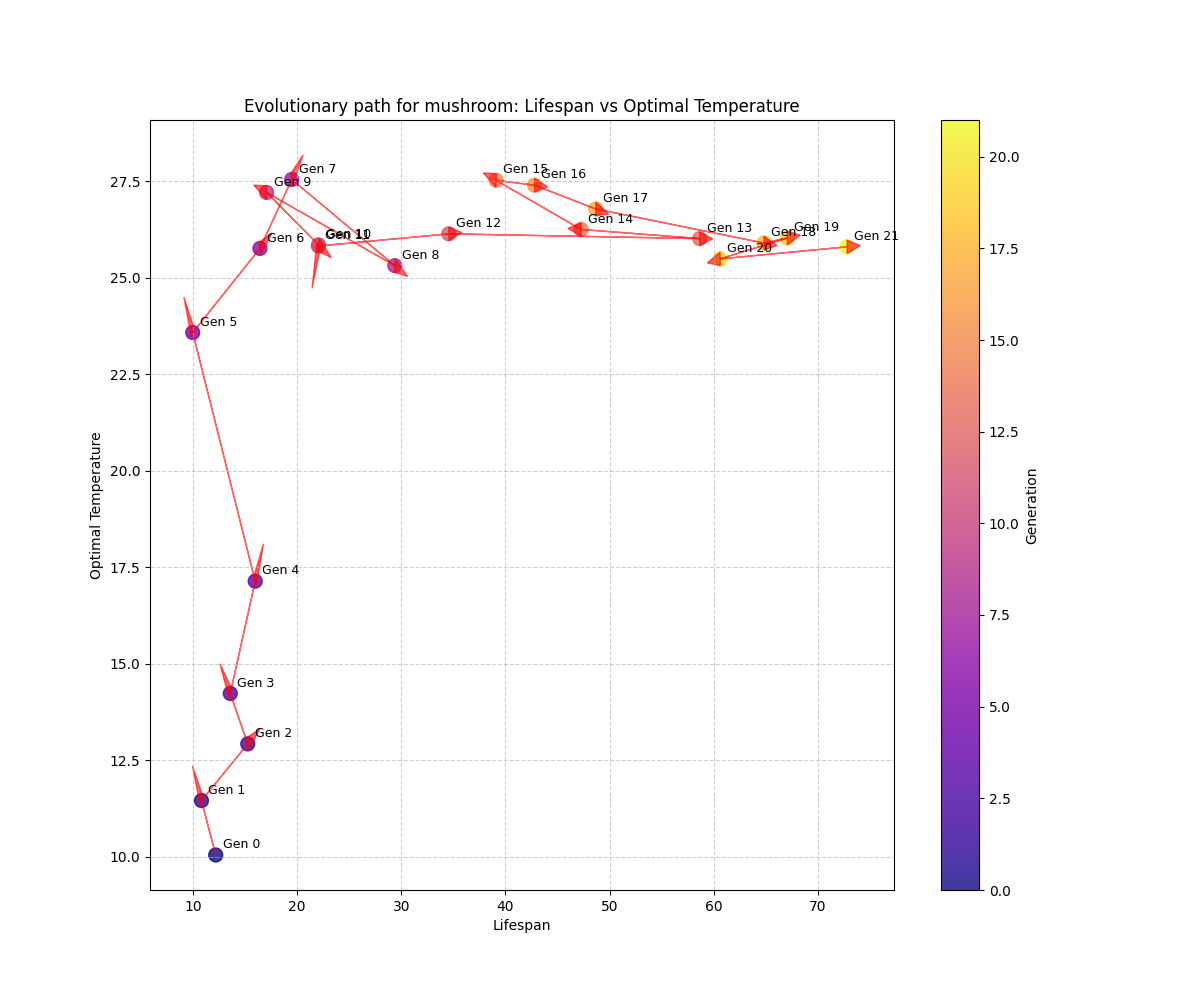 Evolutionary path for mushroom: Lifespan vs Optimal Temperature
Gen 7
Gen 9
Gen 15
Gen 16
Gen 17
Gen 14
Gen 12
Gen 13
Gen 18
Gen 19
Gen 20
Gen 21
Gen 6
Gen 10
Gen 11
Gen 8
Gen 5
Gen 4
Gen 3
Gen 2
Gen 1
Gen 0
27.5
25.0
22.5
20.0
17.5
15.0
12.5
10.0
Optimal Temperature
10
20
30
40
50
60
70
Lifespan
20.0
17.5
15.0
12.5
10.0
7.5
5.0
2.5
0.0
Generation